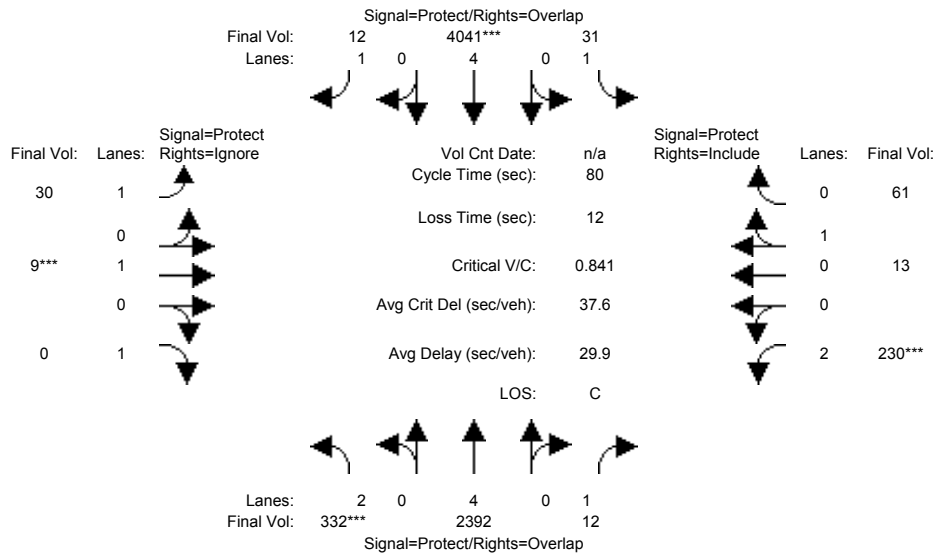 Signal=Protect/Rights=Overlap
Final Vol: 12 4041*** 31
Lanes: 1 0 4 0 1
Signal=Protect
Rights=Ignore
Signal=Protect
Rights=Include
Final Vol: Lanes:
Vol Cnt Date: n/a
Lanes: Final Vol:
Cycle Time (sec): 80
30 1
0 61
Loss Time (sec): 12
0
1
9*** 1
Critical V/C: 0.841
0 13
0
Avg Crit Del (sec/veh): 37.6
0
0 1
Avg Delay (sec/veh): 29.9
2 230***
LOS: C
Lanes: 2 0 4 0 1
Final Vol: 332*** 2392 12
Signal=Protect/Rights=Overlap